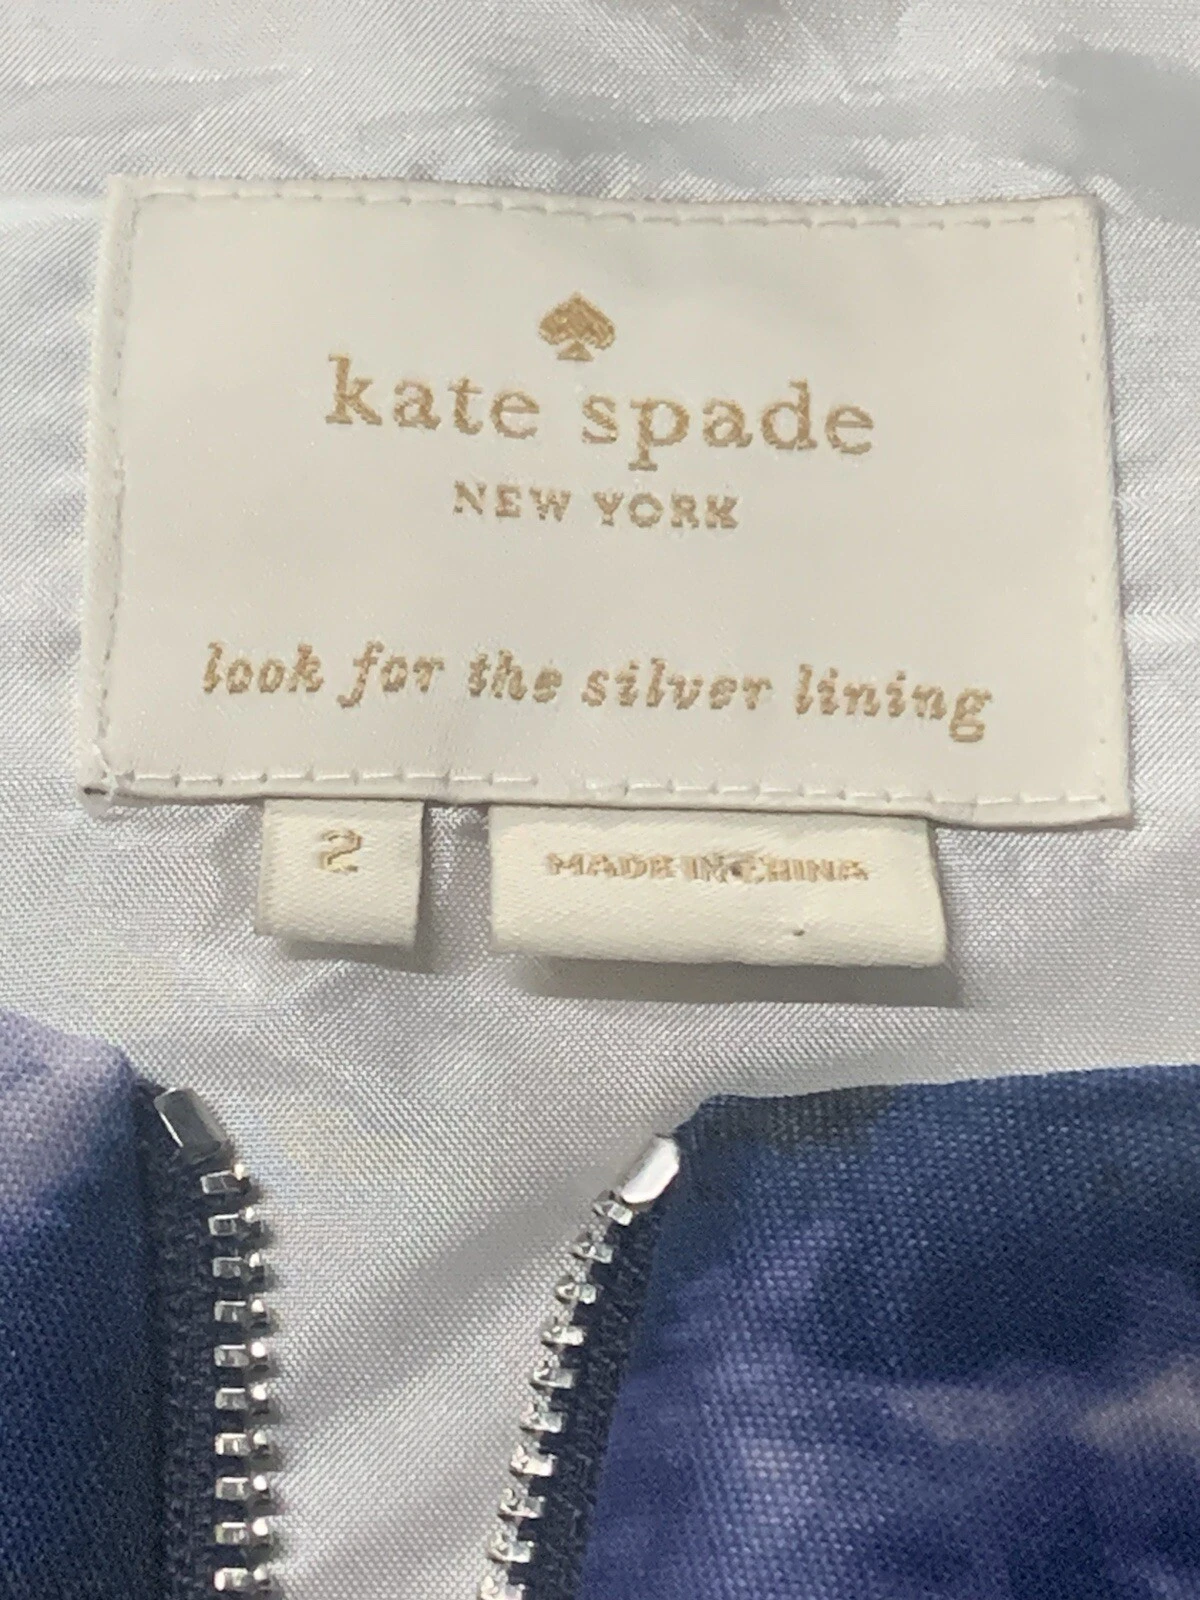 kate spade
NEW YORK
look for the silver lining
2
MADE IN CHINA